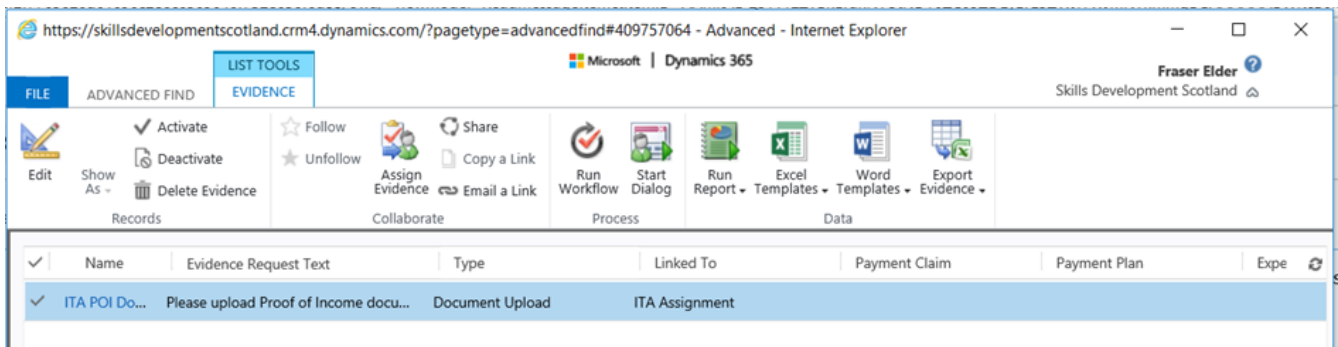 https://skillsdevelopmentscotland.crm4.dynamics.com/?pagetype=advancedfind#409757064 - Advanced - Internet Explorer
LIST TOOLS
Microsoft | Dynamics 365
Fraser Elder
FILE ADVANCED FIND EVIDENCE
Skills Development Scotland
Edit
Show As
Activate
Deactivate
Delete Evidence
Records
Follow
Unfollow
Assign Evidence
Share
Copy a Link
Email a Link
Collaborate
Run Workflow
Start Dialog
Process
Run Report
Excel Templates
Word Templates
Export Evidence
Data
Name Evidence Request Text Type Linked To Payment Claim Payment Plan Expe
ITA POI Do... Please upload Proof of Income docu... Document Upload ITA Assignment